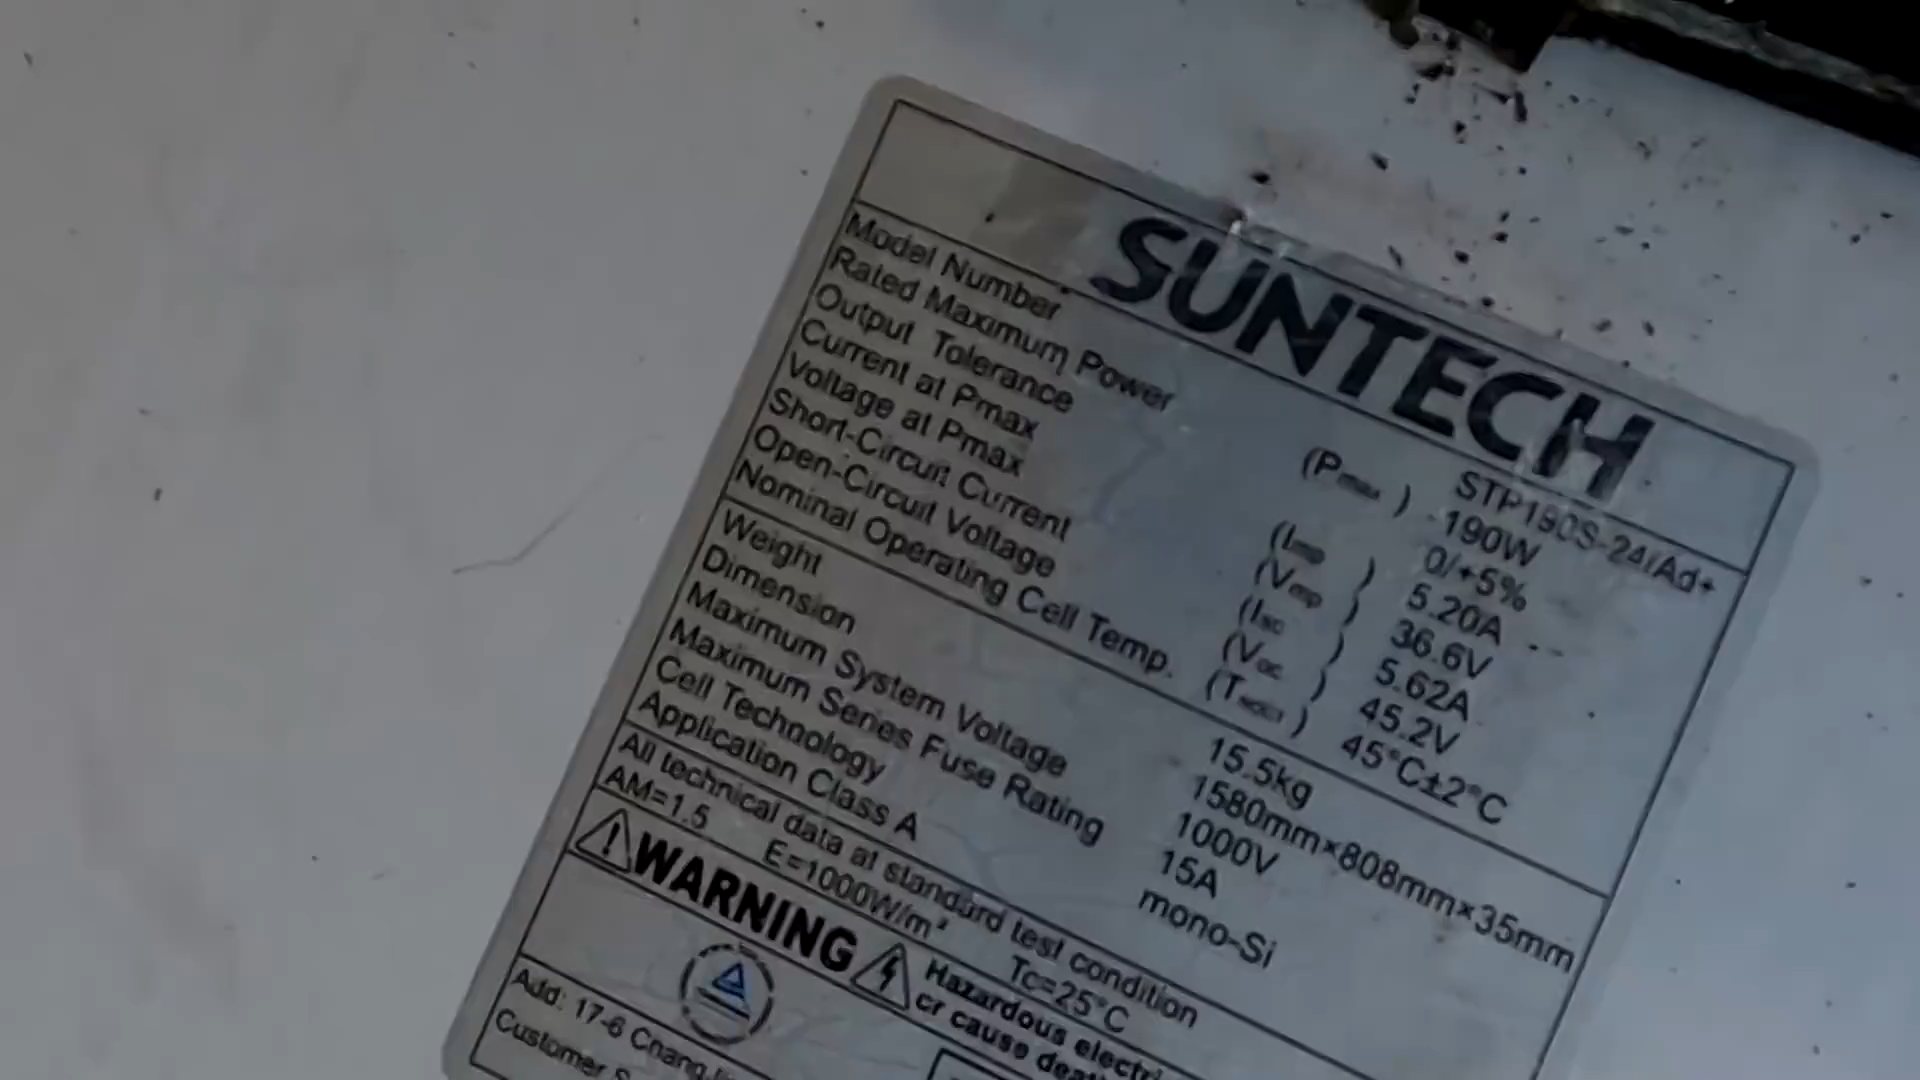 SUNTECH
Model Number STP190S-24/Ad+
Rated Maximum Power (Pmax) 190W
Output Tolerance 0/+5%
Current at Pmax (Imp) 5.20A
Voltage at Pmax (Vmp) 36.6V
Short-Circuit Current (Isc) 5.62A
Open-Circuit Voltage (Voc) 45.2V
Nominal Operating Cell Temp. (TNOCT) 45°C±2°C
Weight 15.5kg
Dimension 1580mm×808mm×35mm
Maximum System Voltage 1000V
Maximum Series Fuse Rating 15A
Cell Technology mono-Si
Application Class A
All technical data at standard test condition
AM=1.5 E=1000W/m² Tc=25°C
WARNING Hazardous electri
or cause deat
Add: 17-6
Customer